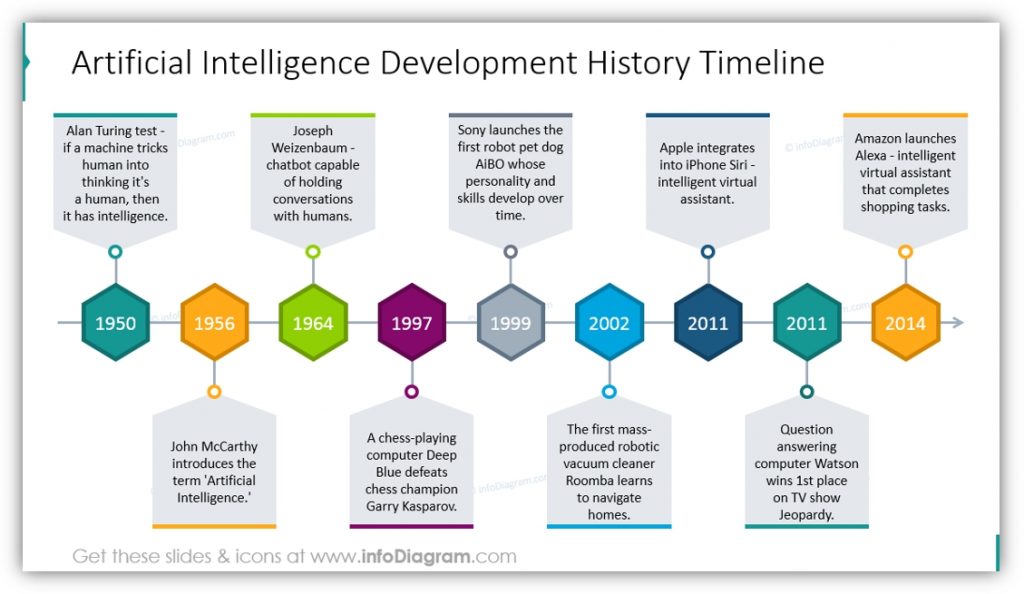 Artificial Intelligence Development History Timeline
Alan Turing test -
if a machine tricks
human into
thinking it's
a human, then
it has intelligence.
Joseph
Weizenbaum -
chatbot capable
of holding
conversations
with humans.
Sony launches the
first robot pet dog
AiBO whose
personality and
skills develop over
time.
Apple integrates
into iPhone Siri -
intelligent virtual
assistant.
Amazon launches
Alexa - intelligent
virtual assistant
that completes
shopping tasks.
1950
1956
1964
1997
1999
2002
2011
2011
2014
John McCarthy
introduces the
term 'Artificial
Intelligence.'
A chess-playing
computer Deep
Blue defeats
chess champion
Garry Kasparov.
The first mass-
produced robotic
vacuum cleaner
Roomba learns
to navigate
homes.
Question
answering
computer Watson
wins 1st place
on TV show
Jeopardy.
© infoDiagram.com
Get these slides & icons at www.infoDiagram.com